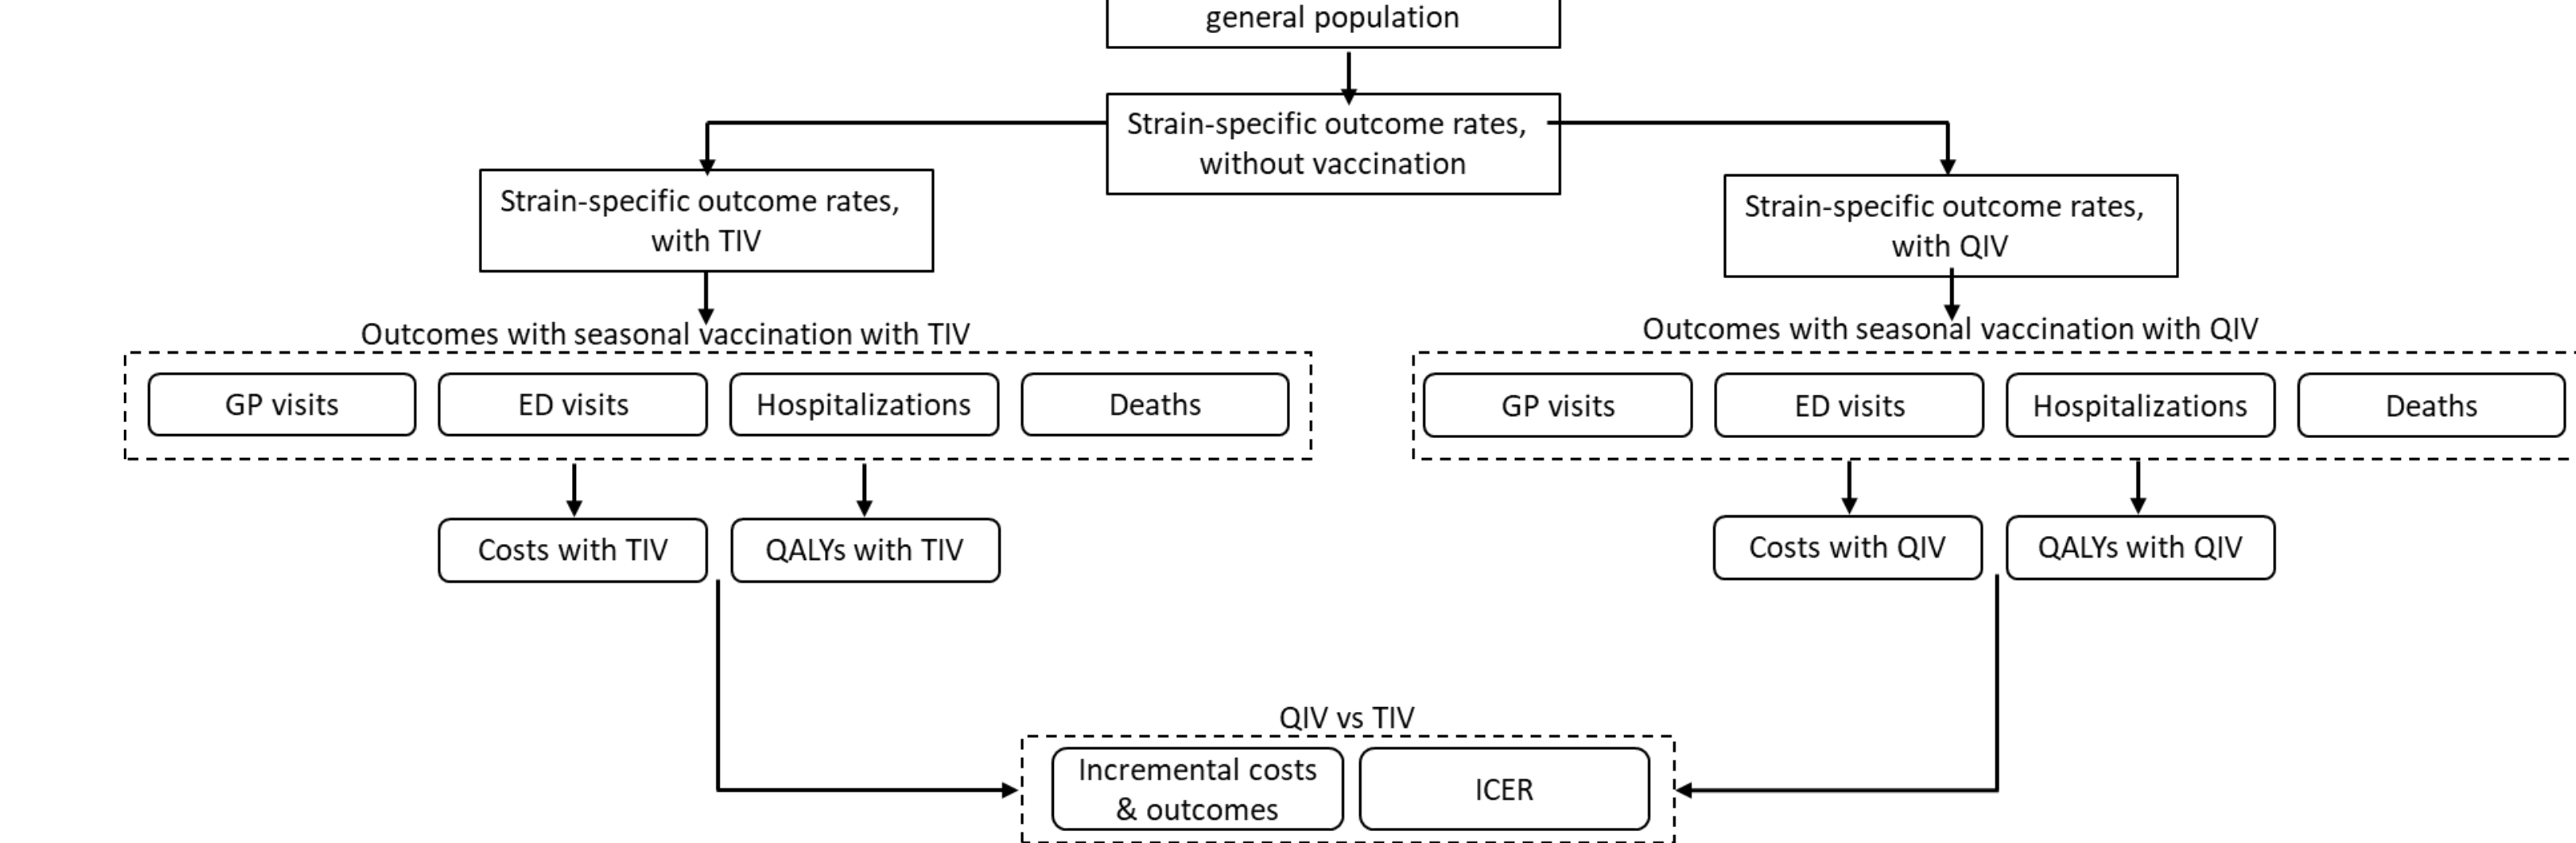 general population
Strain-specific outcome rates,
without vaccination
Strain-specific outcome rates,
with TIV
Strain-specific outcome rates,
with QIV
Outcomes with seasonal vaccination with TIV
Outcomes with seasonal vaccination with QIV
GP visits
ED visits
Hospitalizations
Deaths
GP visits
ED visits
Hospitalizations
Deaths
Costs with TIV
QALYs with TIV
Costs with QIV
QALYs with QIV
QIV vs TIV
Incremental costs
& outcomes
ICER